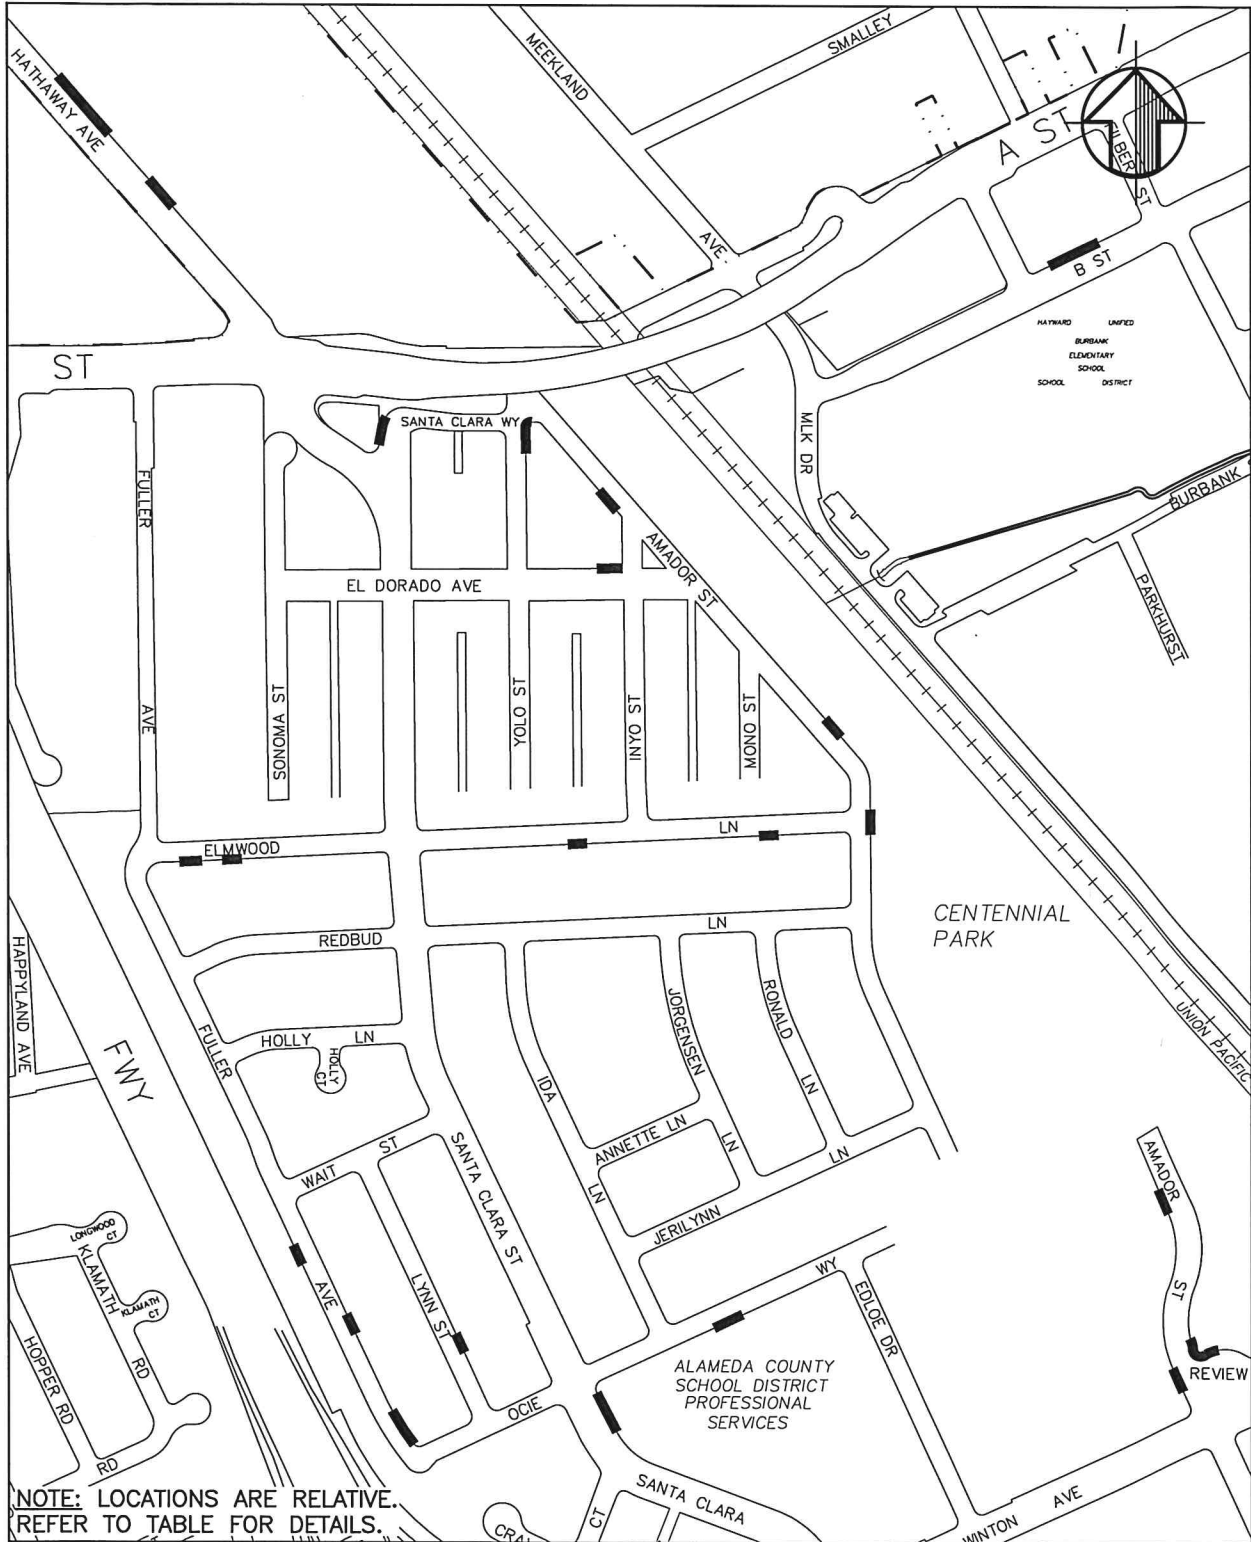 HATHAWAY AVE
MEEKLAND
AVE.
SMALLEY
A ST
B ST
HAYWARD UNIFIED
BURBANK
ELEMENTARY
SCHOOL
SCHOOL DISTRICT
ST
SANTA CLARA WY
MLK DR
BURBANK
FULLER
AVE
AMADOR ST
EL DORADO AVE
PARKHURST
SONOMA ST
YOLO ST
INYO ST
MONO ST
ELMWOOD
LN
CENTENNIAL
PARK
REDBUD
LN
HAPPYLAND AVE
FWY
FULLER
HOLLY LN
HOLLY
CT
IDA
LN
JORGENSEN
LN
RONALD
LN
UNION PACIFIC
ANNETTE LN
WAIT ST
SANTA CLARA ST
JERILYNN
LN
AMADOR
ST
LONGWOOD
CT
KLAMATH
RD
KLAMATH
CT
AVE
LYNN ST
WY
EDLOE DR
HOPPER RD
ALAMEDA COUNTY
SCHOOL DISTRICT
PROFESSIONAL
SERVICES
REVIEW
OCIE
RD
SANTA CLARA
CT
WINTON AVE
NOTE: LOCATIONS ARE RELATIVE.
REFER TO TABLE FOR DETAILS.